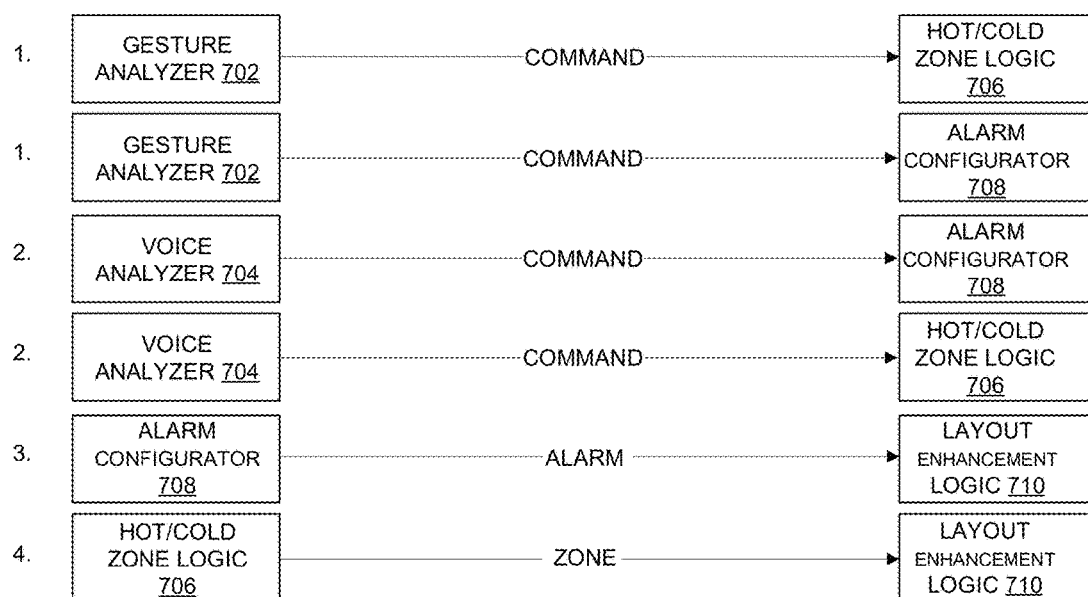 1.
GESTURE
ANALYZER 702
COMMAND
HOT/COLD
ZONE LOGIC
706
1.
GESTURE
ANALYZER 702
COMMAND
ALARM
CONFIGURATOR
708
2.
VOICE
ANALYZER 704
COMMAND
ALARM
CONFIGURATOR
708
2.
VOICE
ANALYZER 704
COMMAND
HOT/COLD
ZONE LOGIC
706
3.
ALARM
CONFIGURATOR
708
ALARM
LAYOUT
ENHANCEMENT
LOGIC 710
4.
HOT/COLD
ZONE LOGIC
706
ZONE
LAYOUT
ENHANCEMENT
LOGIC 710